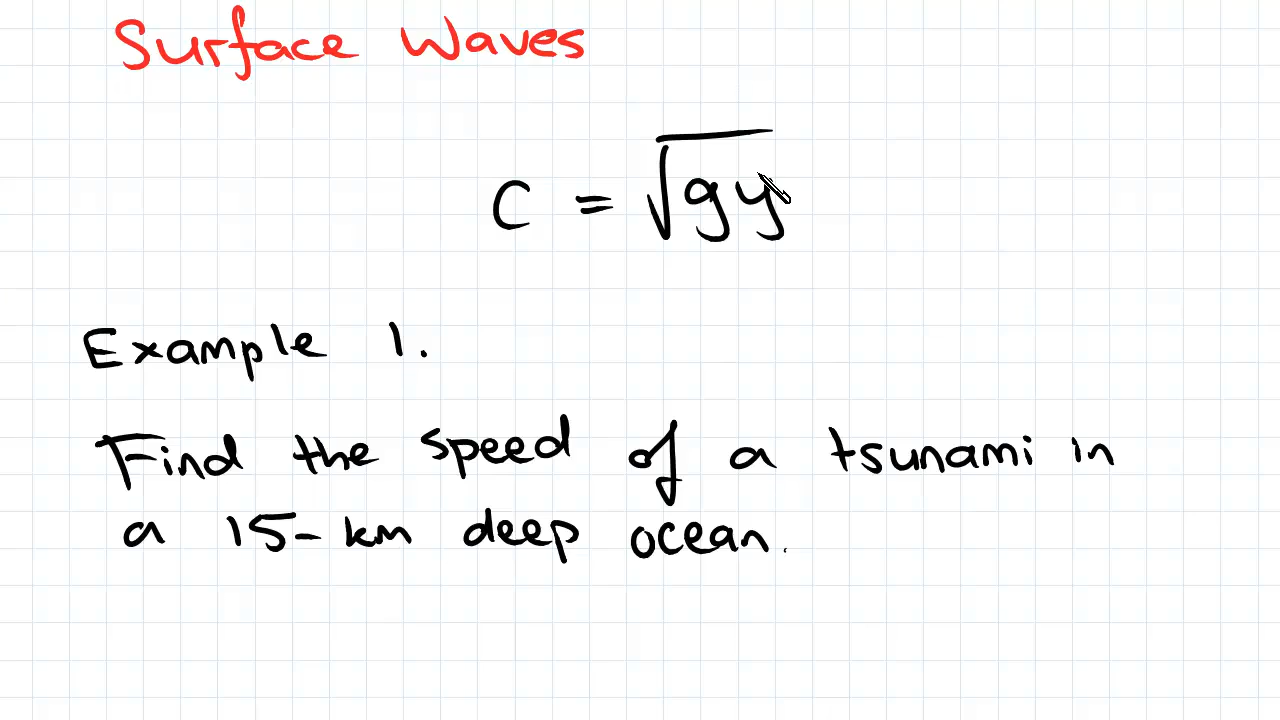 Surface Waves
c = √gy
Example 1.
Find the speed of a tsunami in
a 15-km deep ocean.